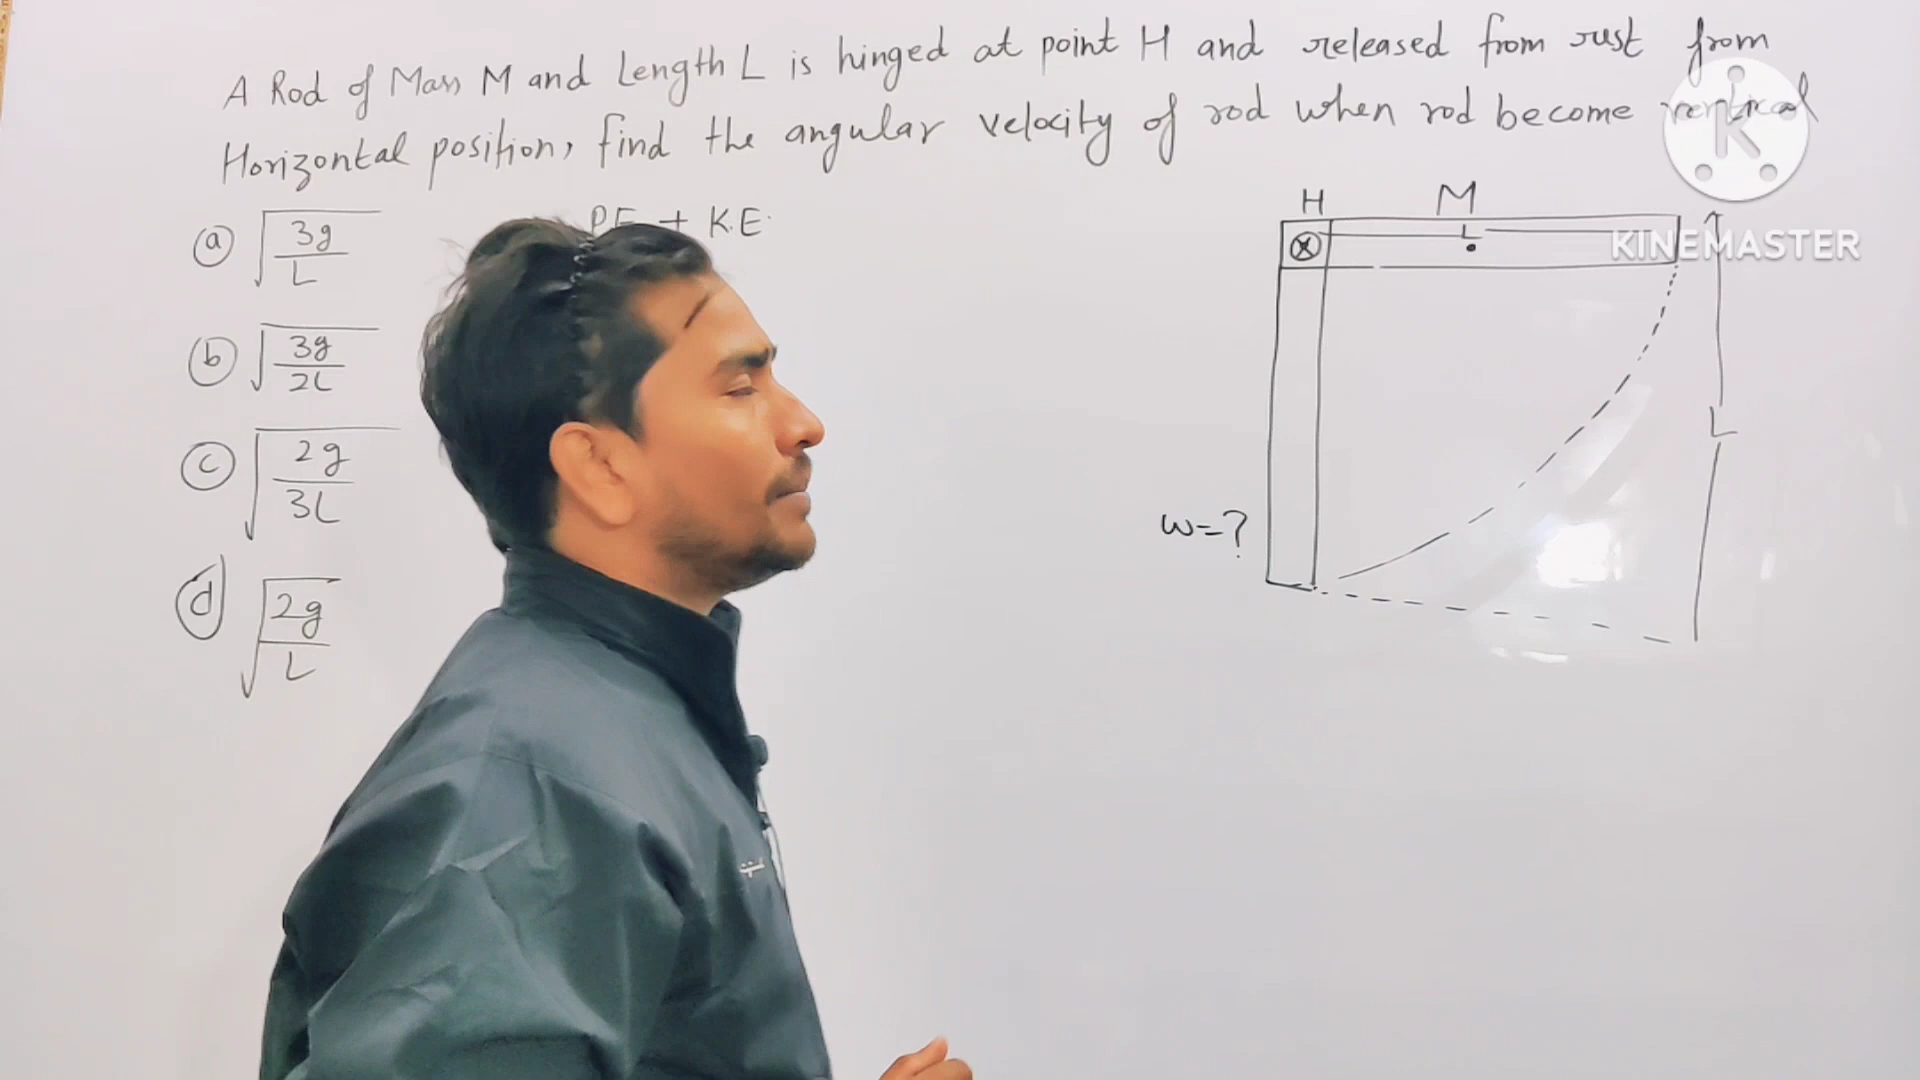 A Rod of Mass M and Length L is hinged at point H and released from rest from
Horizontal position, find the angular velocity of rod when rod become vertical
(a) √3g/L
P.E + K.E.
(b) √3g/2L
(c) √2g/3L
(d) √2g/L
H M
L
L
ω=?
K
KINEMASTER